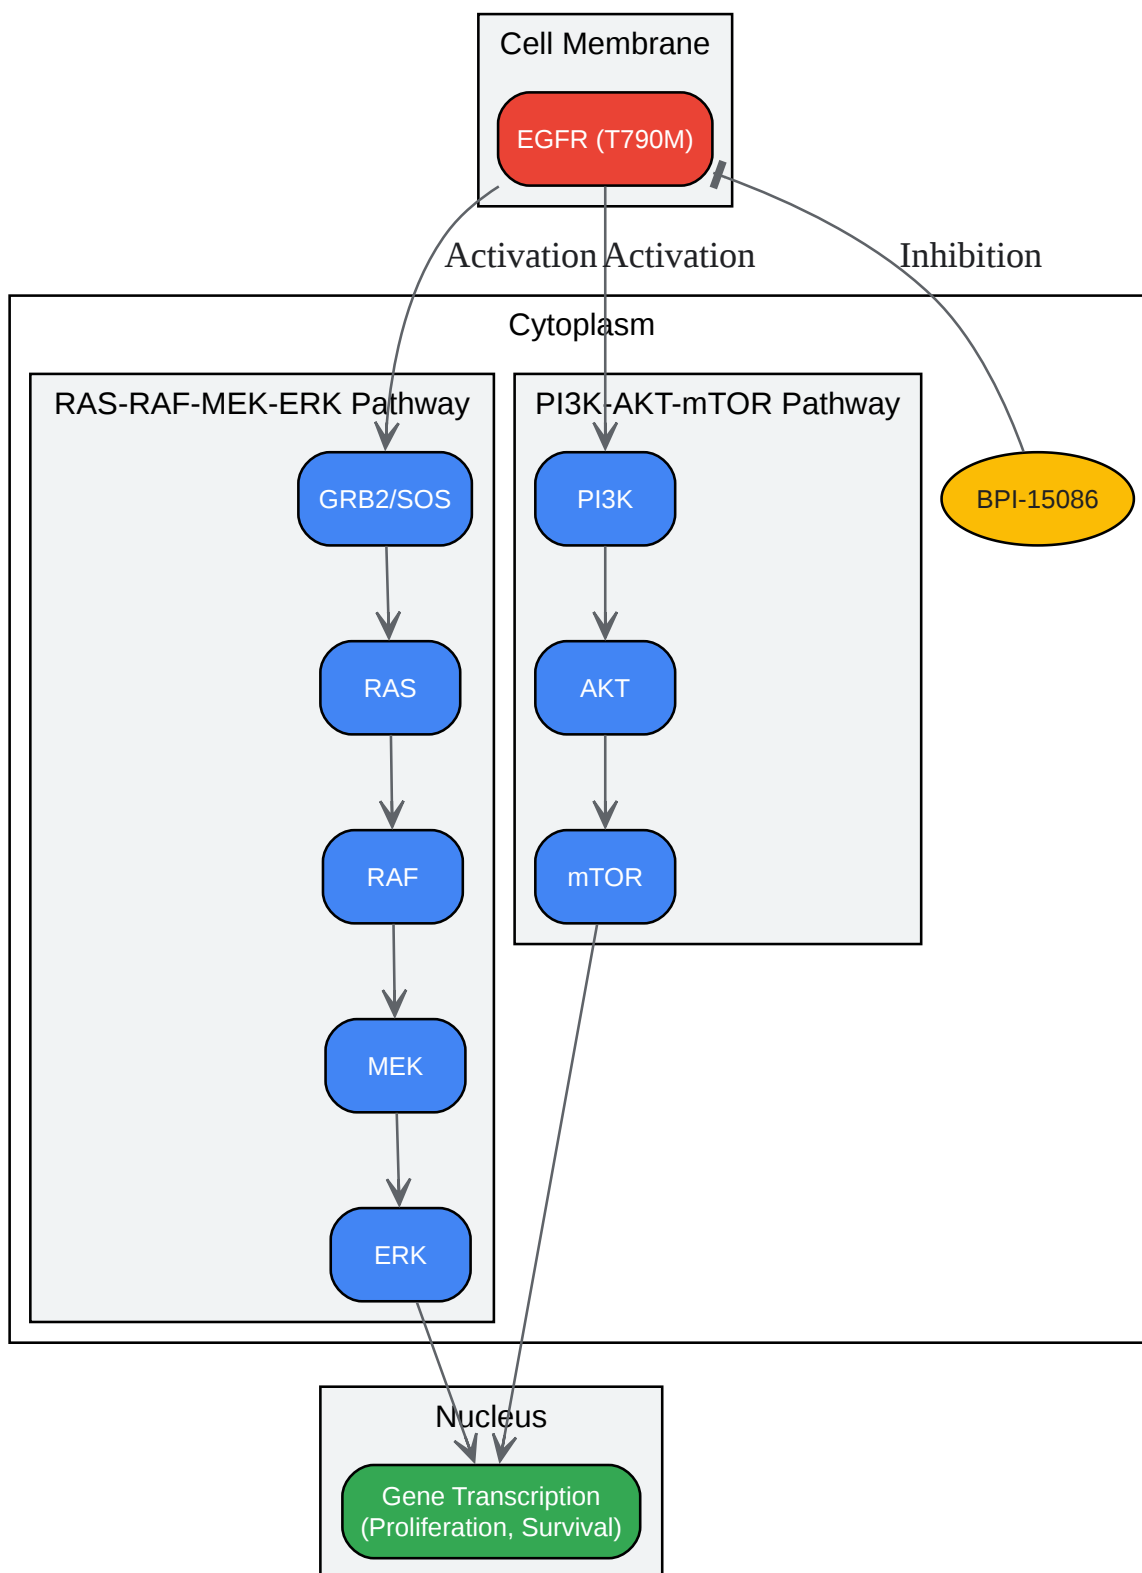 Cell Membrane
EGFR (T790M)
Activation
Activation
Inhibition
Cytoplasm
RAS-RAF-MEK-ERK Pathway
PI3K-AKT-mTOR Pathway
GRB2/SOS
PI3K
BPI-15086
RAS
AKT
RAF
mTOR
MEK
ERK
Nucleus
Gene Transcription
(Proliferation, Survival)